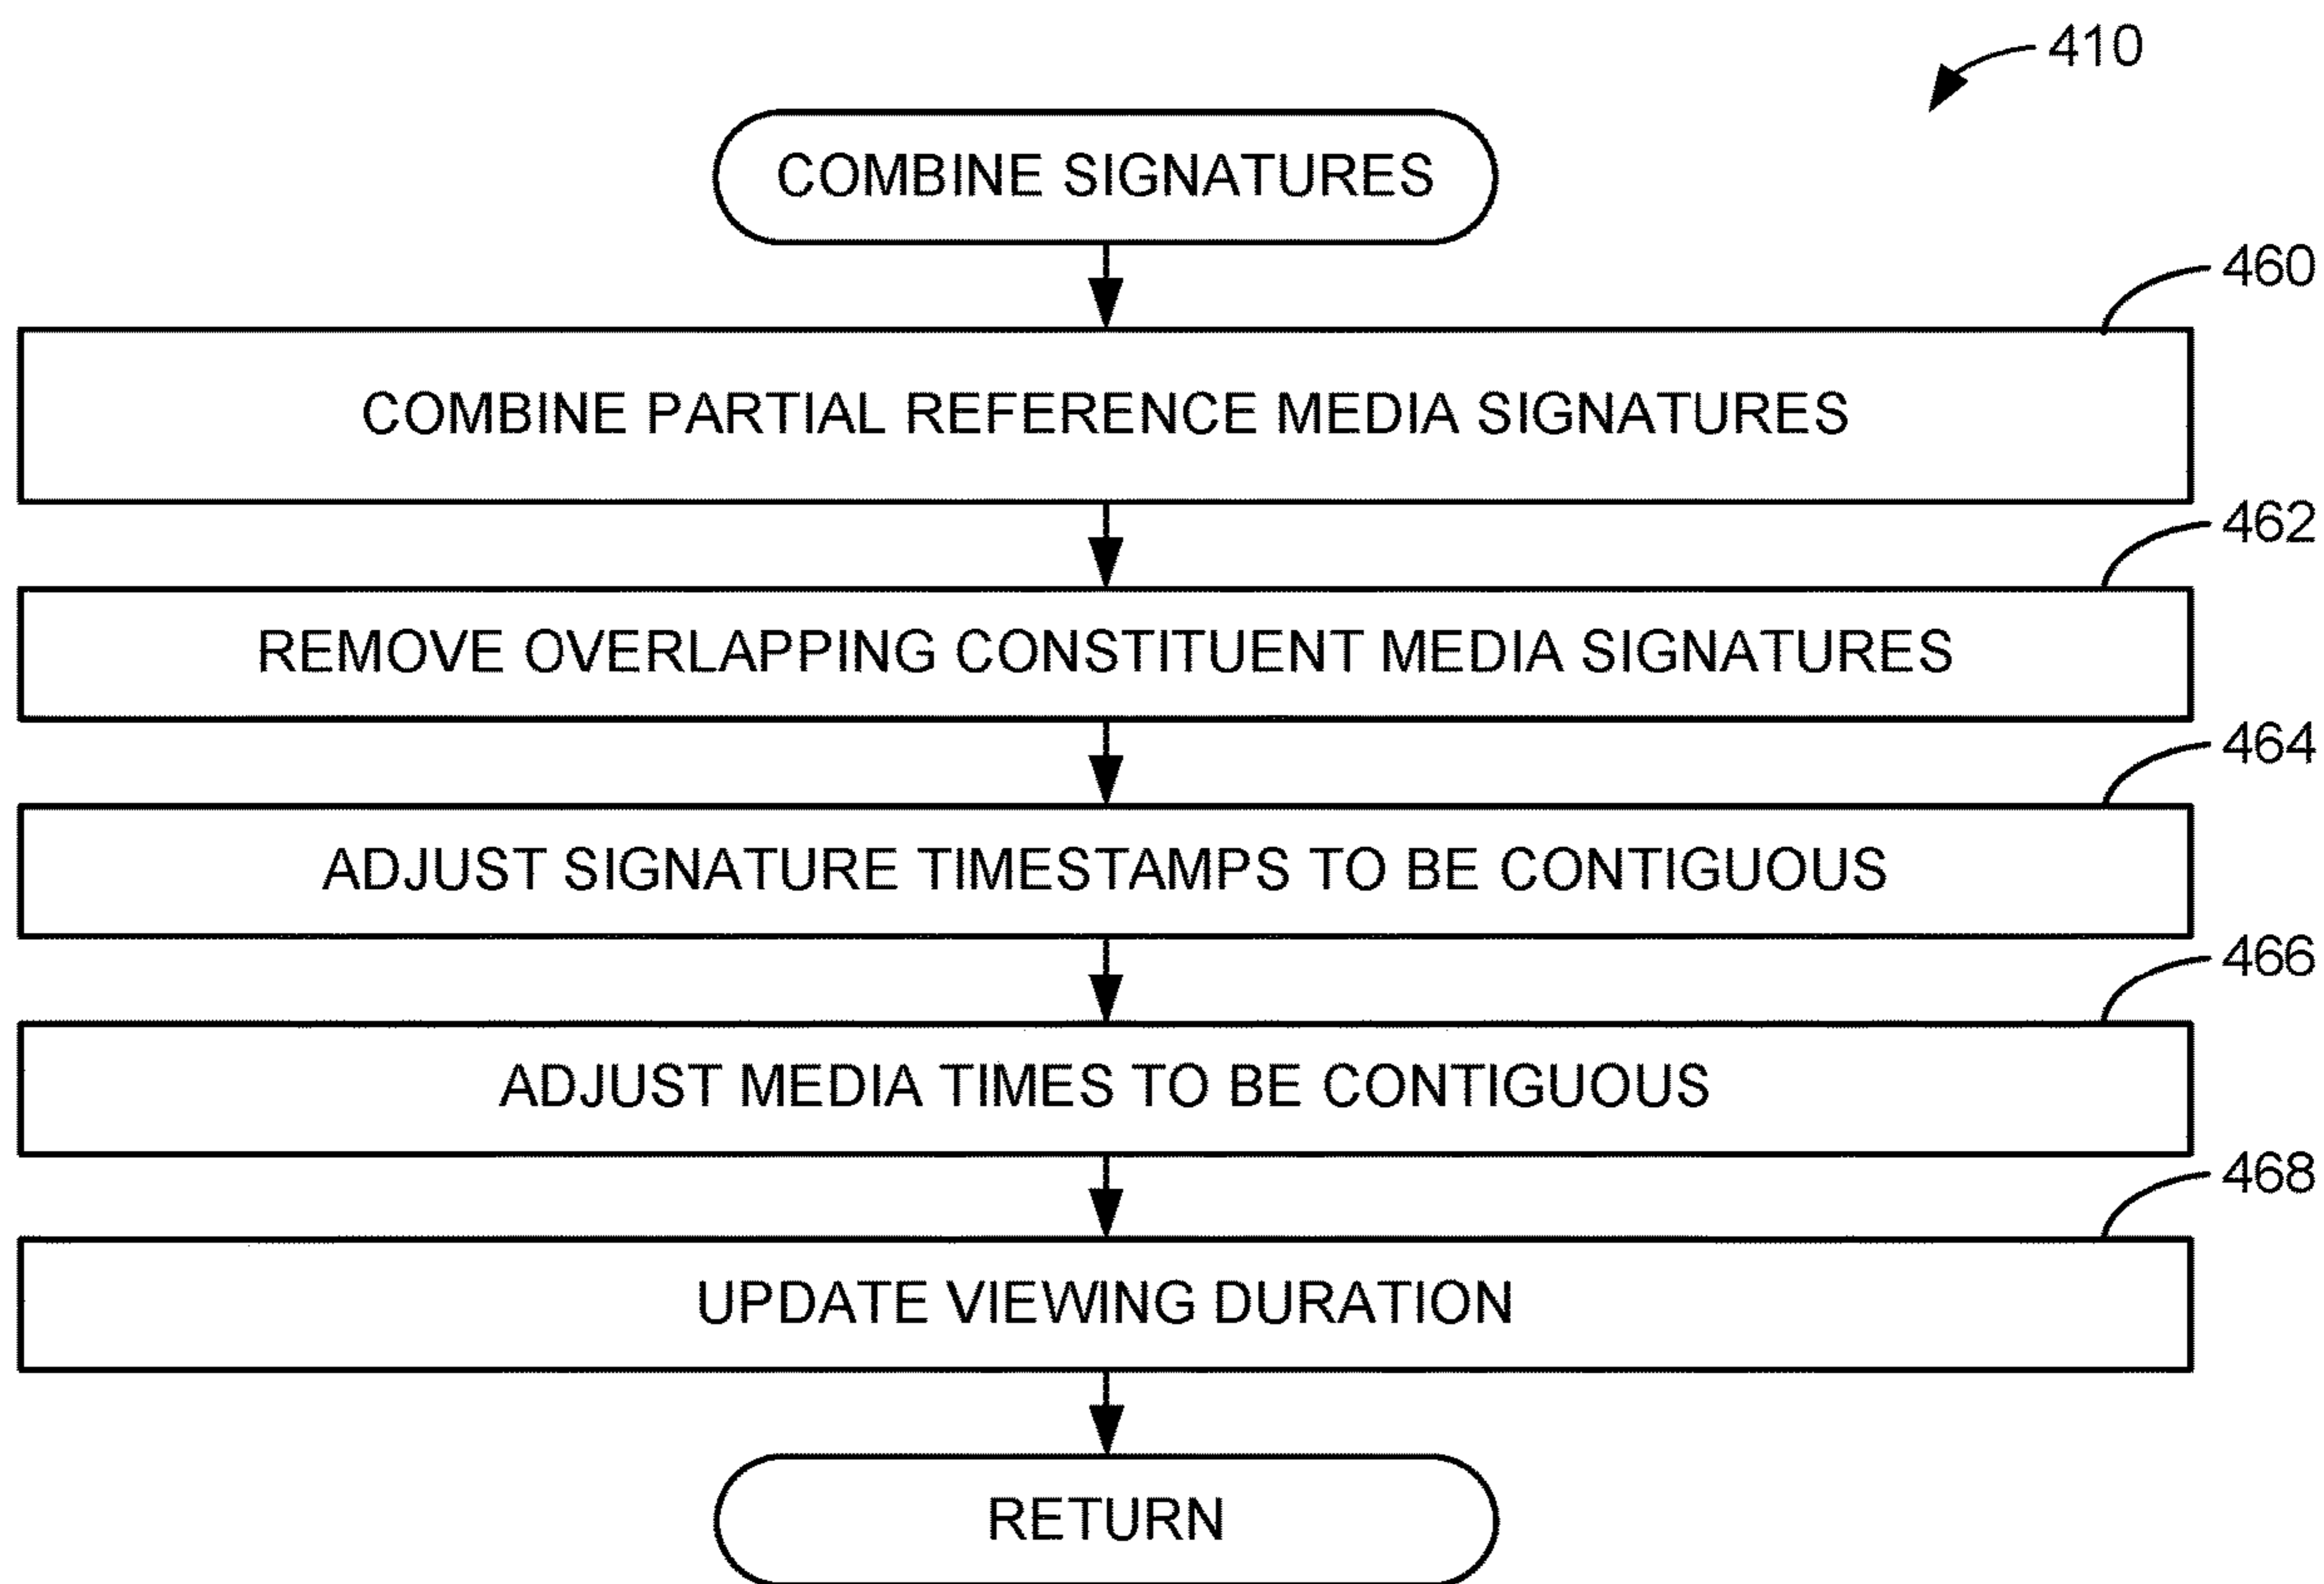 410
COMBINE SIGNATURES
460
COMBINE PARTIAL REFERENCE MEDIA SIGNATURES
462
REMOVE OVERLAPPING CONSTITUENT MEDIA SIGNATURES
464
ADJUST SIGNATURE TIMESTAMPS TO BE CONTIGUOUS
466
ADJUST MEDIA TIMES TO BE CONTIGUOUS
468
UPDATE VIEWING DURATION
RETURN